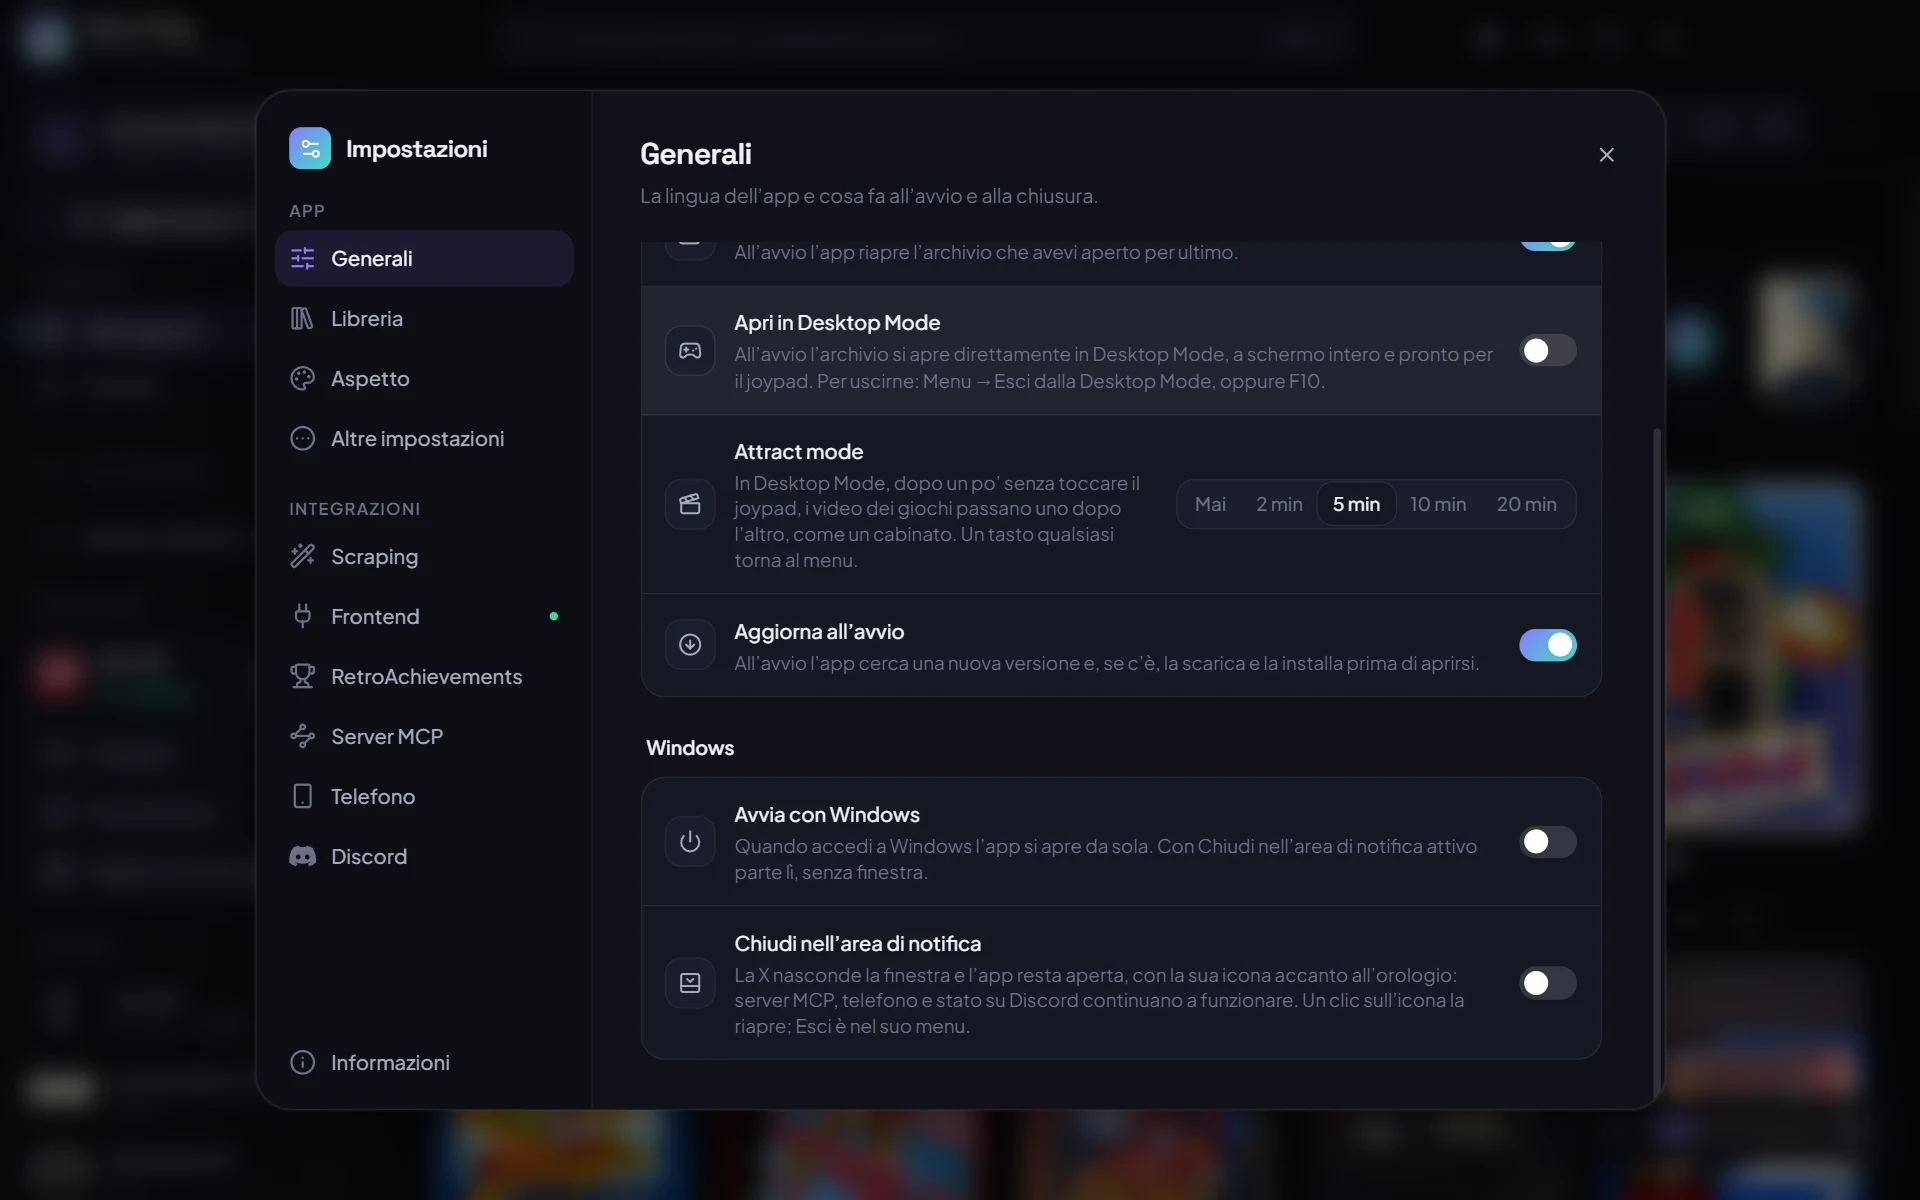 Impostazioni
APP
Generali
Libreria
Aspetto
Altre impostazioni
INTEGRAZIONI
Scraping
Frontend
RetroAchievements
Server MCP
Telefono
Discord
Informazioni
Generali
La lingua dell’app e cosa fa all’avvio e alla chiusura.
All’avvio l’app riapre l’archivio che avevi aperto per ultimo.
Apri in Desktop Mode
All’avvio l’archivio si apre direttamente in Desktop Mode, a schermo intero e pronto per
il joypad. Per uscirne: Menu → Esci dalla Desktop Mode, oppure F10.
Attract mode
In Desktop Mode, dopo un po’ senza toccare il
joypad, i video dei giochi passano uno dopo
l’altro, come un cabinato. Un tasto qualsiasi
torna al menu.
Mai 2 min 5 min 10 min 20 min
Aggiorna all’avvio
All’avvio l’app cerca una nuova versione e, se c’è, la scarica e la installa prima di aprirsi.
Windows
Avvia con Windows
Quando accedi a Windows l’app si apre da sola. Con Chiudi nell’area di notifica attivo
parte lì, senza finestra.
Chiudi nell’area di notifica
La X nasconde la finestra e l’app resta aperta, con la sua icona accanto all’orologio:
server MCP, telefono e stato su Discord continuano a funzionare. Un clic sull’icona la
riapre; Esci è nel suo menu.